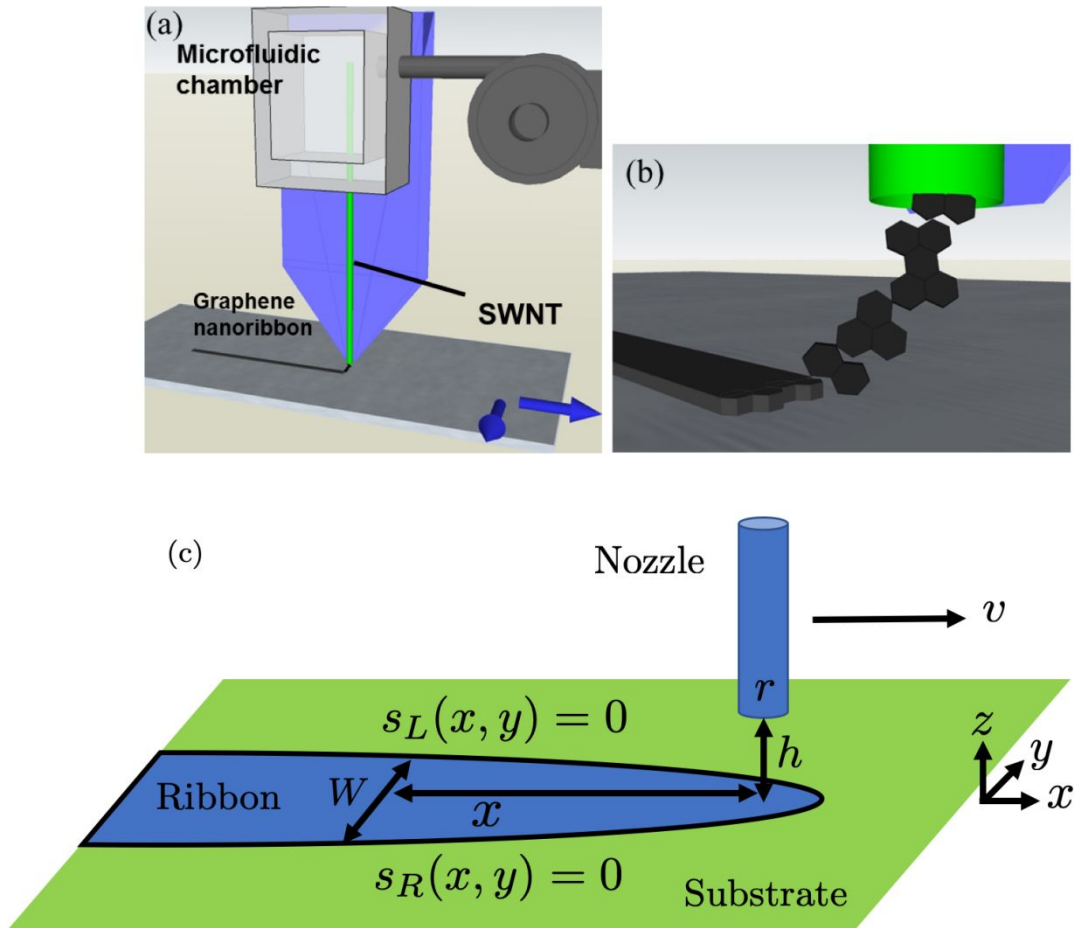 (a)
Microfluidic
chamber
Graphene
nanoribbon
SWNT
(b)
(c)
Nozzle
v
r
s_L(x, y) = 0
h
z
y
x
Ribbon
W
x
s_R(x, y) = 0
Substrate